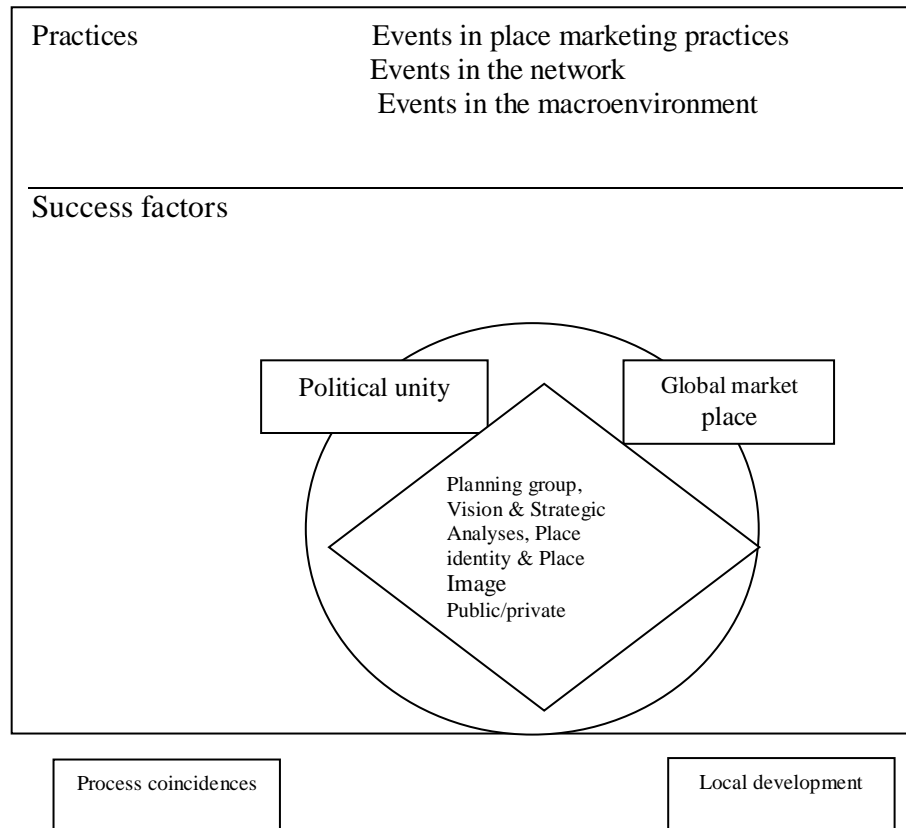 Practices Events in place marketing practices
Events in the network
Events in the macroenvironment
Success factors
Political unity
Global market
place
Planning group,
Vision & Strategic
Analyses, Place
identity & Place
Image
Public/private
Process coincidences
Local development